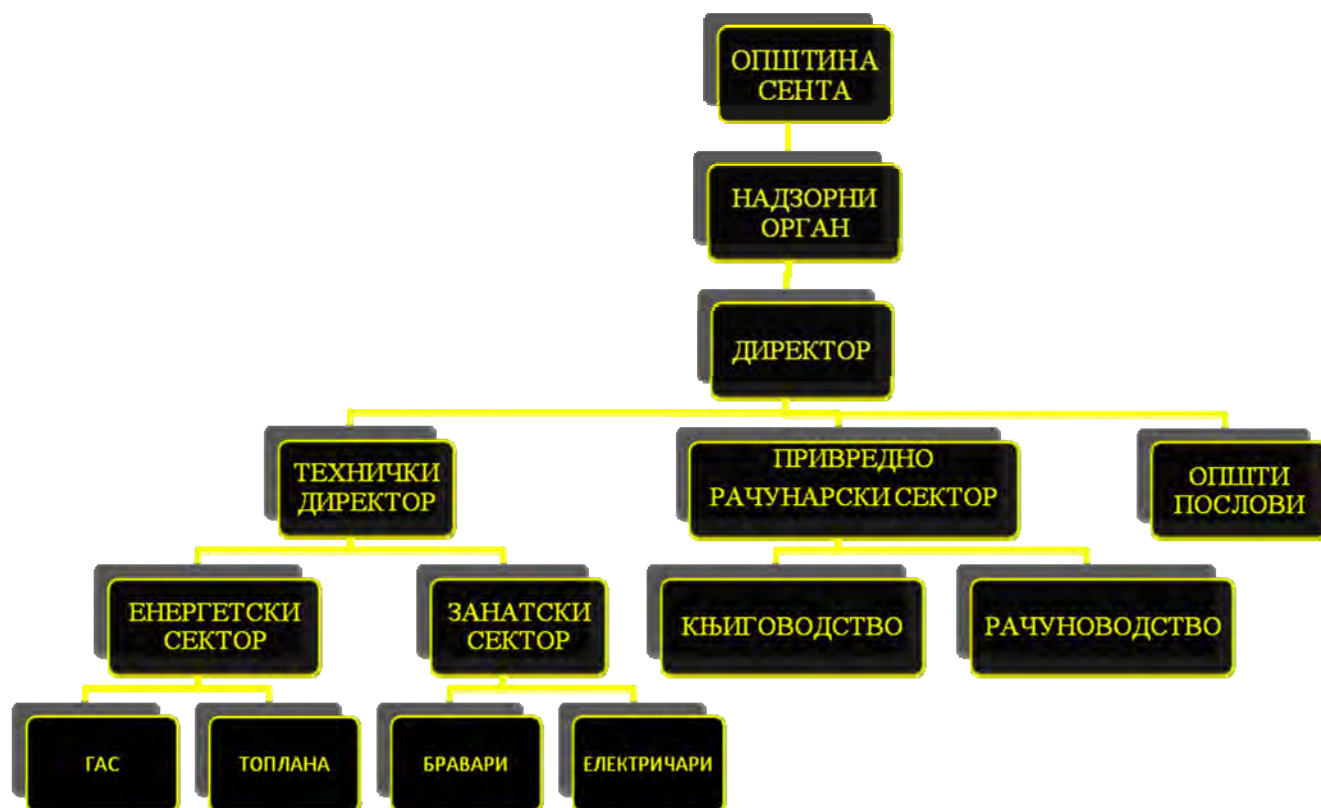 ОПШТИНА
СЕНТА
НАДЗОРНИ
ОРГАН
ДИРЕКТОР
ТЕХНИЧКИ
ДИРЕКТОР
ПРИВРЕДНО
РАЧУНАРСКИ СЕКТОР
ОПШТИ
ПОСЛОВИ
ЕНЕРГЕТСКИ
СЕКТОР
ЗАНАТСКИ
СЕКТОР
КЊИГОВОДСТВО
РАЧУНОВОДСТВО
ГАС
ТОПЛАНА
БРАВАРИ
ЕЛЕКТРИЧАРИ